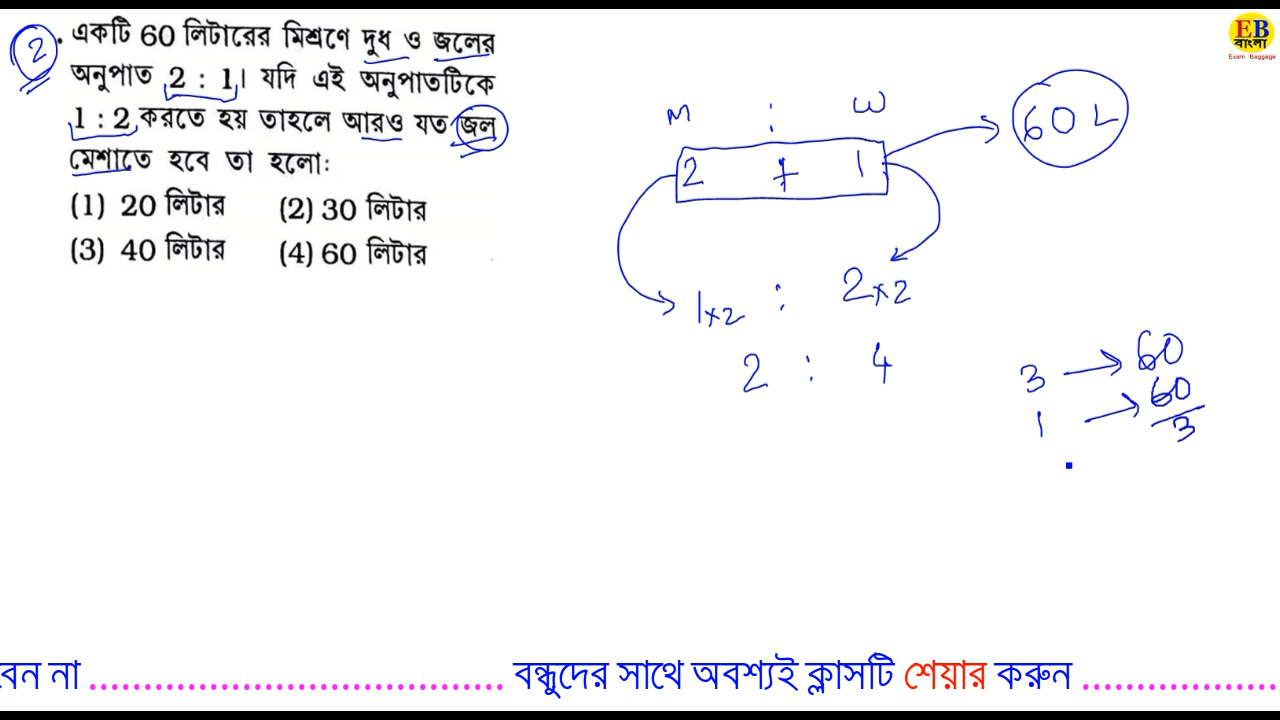 2 . একটি 60 লিটারের মিশ্রণে দুধ ও জলের
অনুপাত 2 : 1। যদি এই অনুপাতটিকে
1 : 2 করতে হয় তাহলে আরও যত জল
মেশাতে হবে তা হলো:
(1) 20 লিটার (2) 30 লিটার
(3) 40 লিটার (4) 60 লিটার
EB
বাংলা
Exam Baggage
M : W
2 + 1
60 L
1×2 : 2×2
2 : 4
3 → 60
1 → 60/3
বেন না ................................... বন্ধুদের সাথে অবশ্যই ক্লাসটি শেয়ার করুন .................